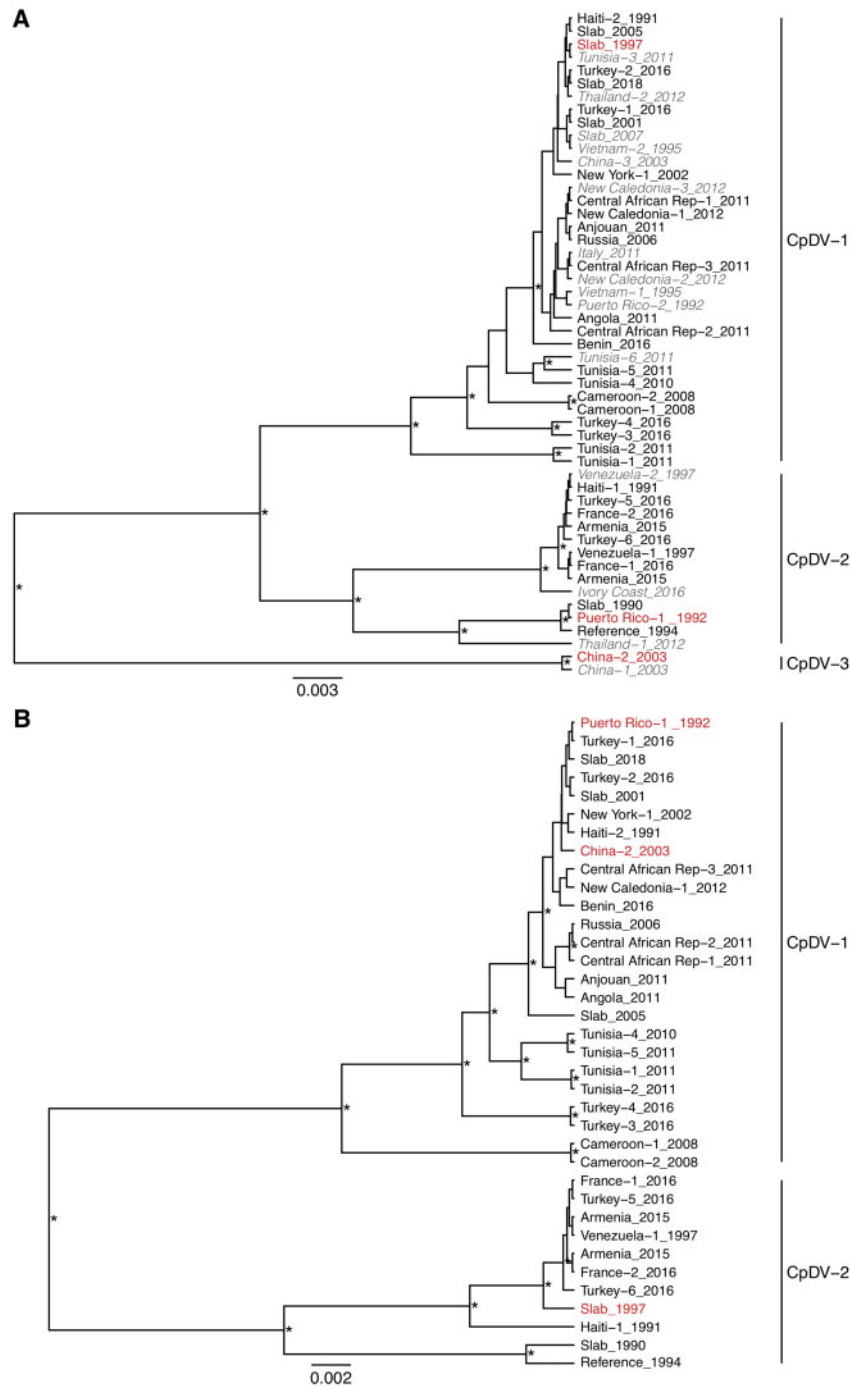 A
Haiti−2_1991
Slab_2005
Slab_1997
Tunisia−3_2011
Turkey−2_2016
Slab_2018
Thailand−2_2012
Turkey−1_2016
Slab_2001
Slab_2007
Vietnam−2_1995
China−3_2003
New York−1_2002
New Caledonia−3_2012
Central African Rep−1_2011
New Caledonia−1_2012
Anjouan_2011
Russia_2006
Italy_2011
Central African Rep−3_2011
New Caledonia−2_2012
Vietnam−1_1995
Puerto Rico−2_1992
Angola_2011
Central African Rep−2_2011
Benin_2016
Tunisia−6_2011
Tunisia−5_2011
Tunisia−4_2010
Cameroon−2_2008
Cameroon−1_2008
Turkey−4_2016
Turkey−3_2016
Tunisia−2_2011
Tunisia−1_2011
CpDV−1
Venezuela−2_1997
Haiti−1_1991
Turkey−5_2016
France−2_2016
Armenia_2015
Turkey−6_2016
Venezuela−1_1997
France−1_2016
Armenia_2015
Ivory Coast_2016
Slab_1990
Puerto Rico−1 _1992
Reference_1994
Thailand−1_2012
CpDV−2
China−2_2003
China−1_2003
CpDV−3
0.003
B
Puerto Rico−1 _1992
Turkey−1_2016
Slab_2018
Turkey−2_2016
Slab_2001
New York−1_2002
Haiti−2_1991
China−2_2003
Central African Rep−3_2011
New Caledonia−1_2012
Benin_2016
Russia_2006
Central African Rep−2_2011
Central African Rep−1_2011
Anjouan_2011
Angola_2011
Slab_2005
Tunisia−4_2010
Tunisia−5_2011
Tunisia−1_2011
Tunisia−2_2011
Turkey−4_2016
Turkey−3_2016
Cameroon−1_2008
Cameroon−2_2008
CpDV−1
France−1_2016
Turkey−5_2016
Armenia_2015
Venezuela−1_1997
Armenia_2015
France−2_2016
Turkey−6_2016
Slab_1997
Haiti−1_1991
Slab_1990
Reference_1994
CpDV−2
0.002